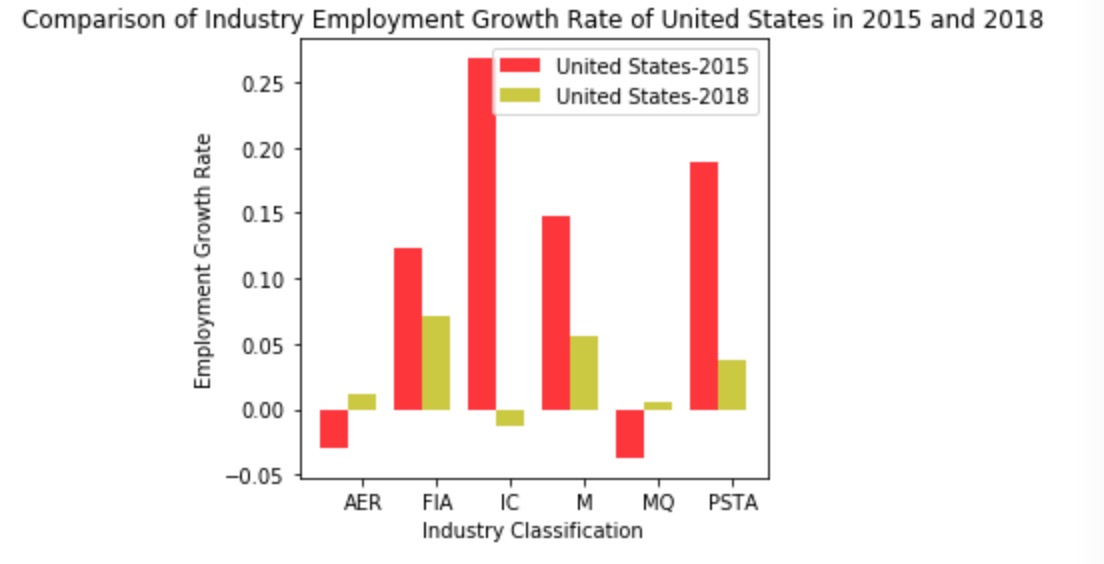 Comparison of Industry Employment Growth Rate of United States in 2015 and 2018
United States-2015
United States-2018
Employment Growth Rate
0.25
0.20
0.15
0.10
0.05
0.00
−0.05
AER FIA IC M MQ PSTA
Industry Classification